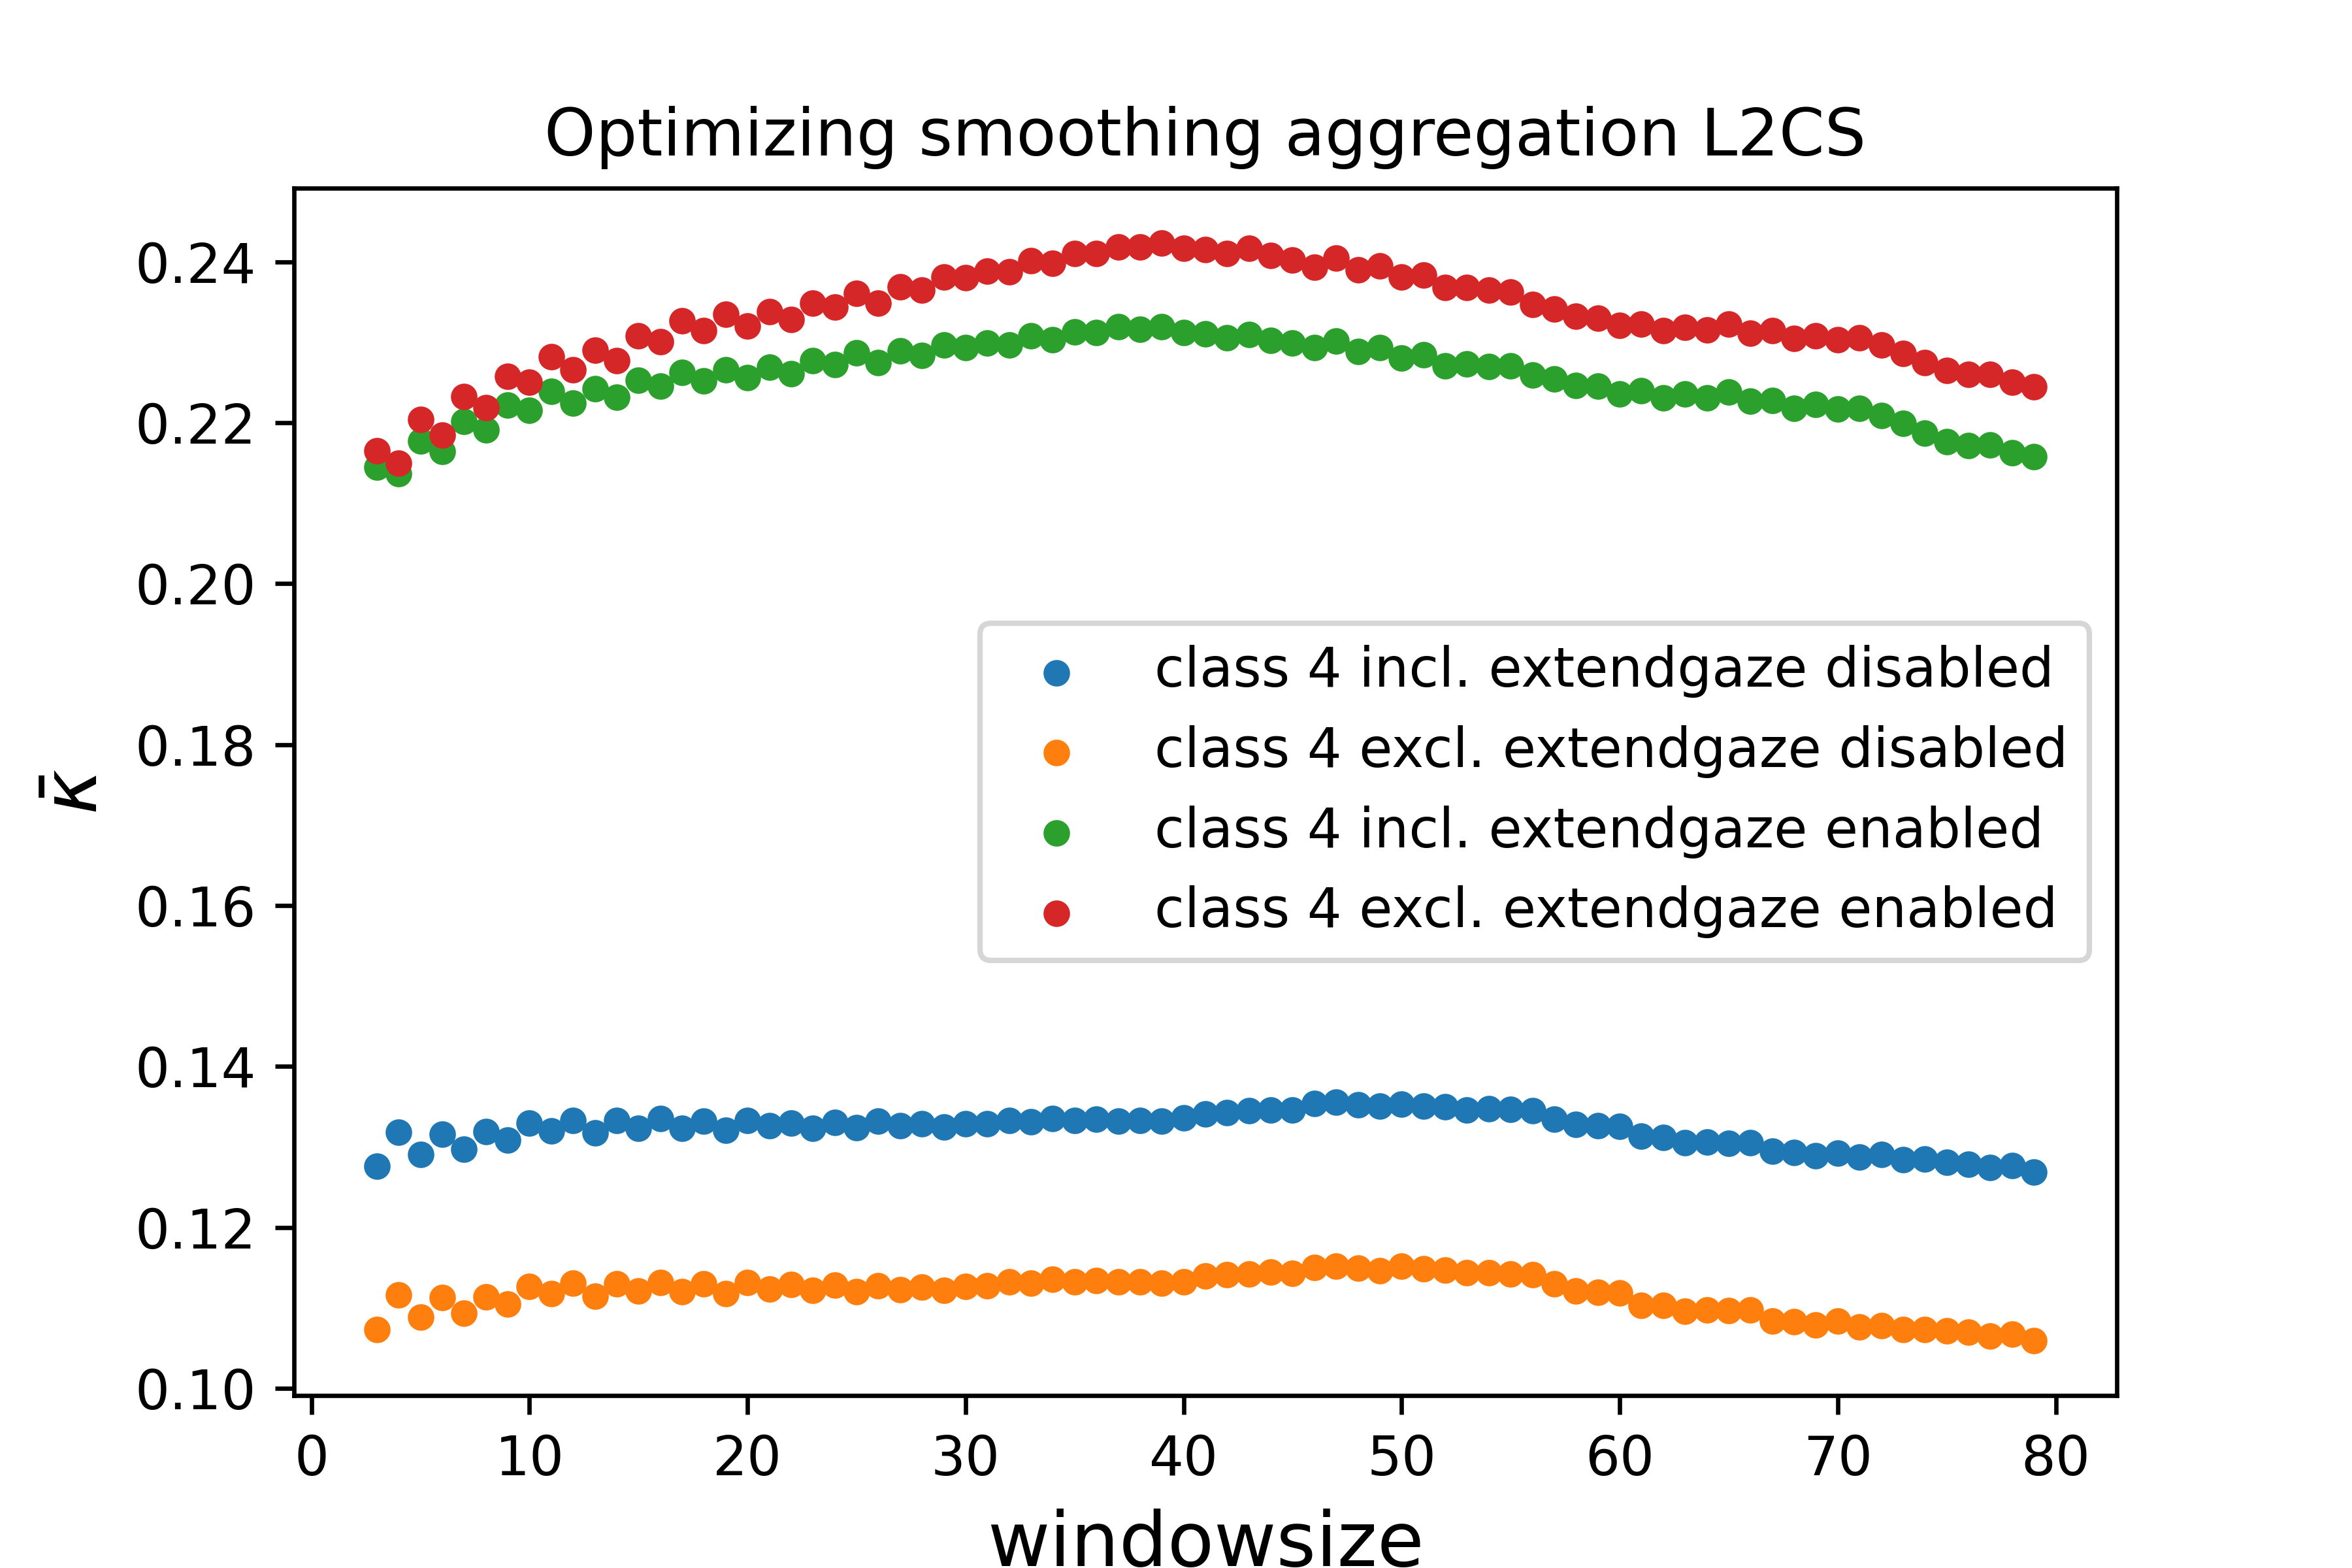 Optimizing smoothing aggregation L2CS
0.24
0.22
0.20
0.18
0.16
0.14
0.12
0.10
κ̄
class 4 incl. extendgaze disabled
class 4 excl. extendgaze disabled
class 4 incl. extendgaze enabled
class 4 excl. extendgaze enabled
0 10 20 30 40 50 60 70 80
windowsize